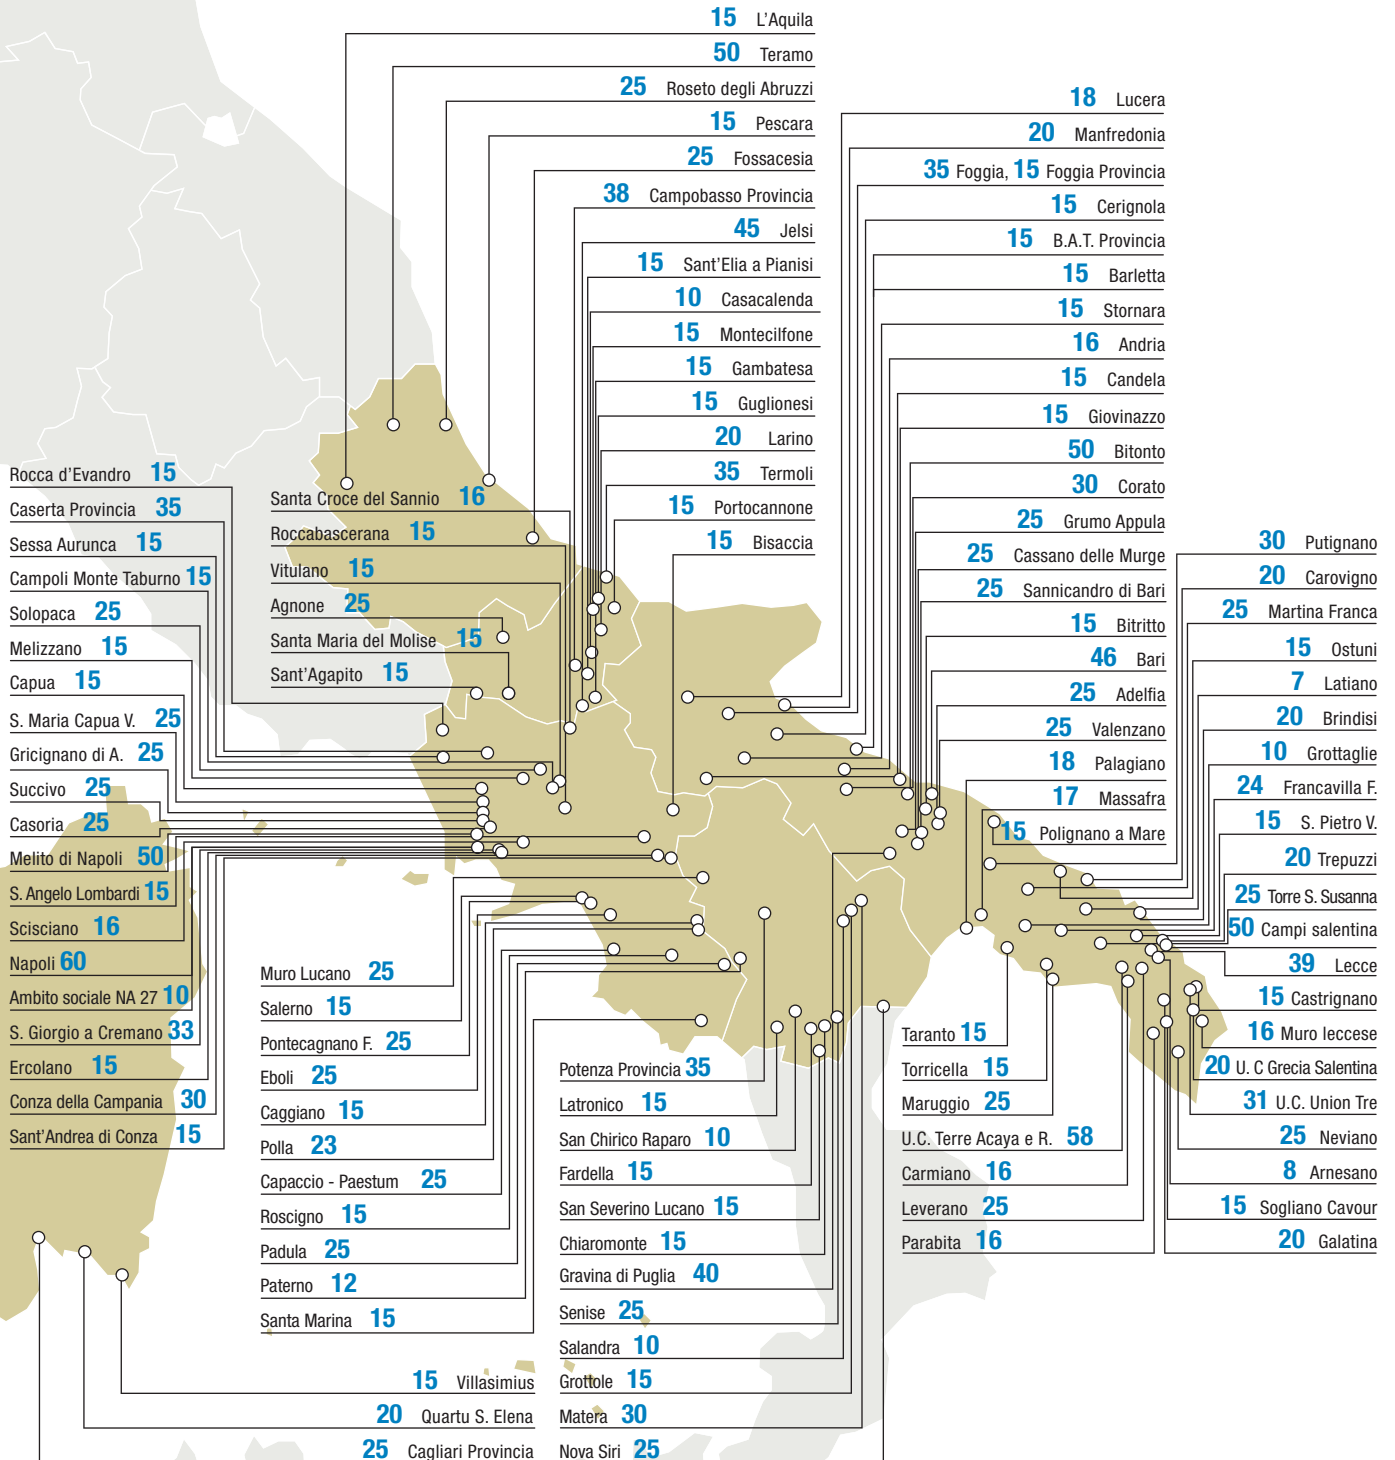 15 L'Aquila
50 Teramo
25 Roseto degli Abruzzi
15 Pescara
25 Fossacesia
38 Campobasso Provincia
45 Jelsi
15 Sant'Elia a Pianisi
10 Casacalenda
15 Montecilfone
15 Gambatesa
15 Guglionesi
20 Larino
35 Termoli
15 Portocannone
15 Bisaccia
18 Lucera
20 Manfredonia
35 Foggia, 15 Foggia Provincia
15 Cerignola
15 B.A.T. Provincia
15 Barletta
15 Stornara
16 Andria
15 Candela
15 Giovinazzo
50 Bitonto
30 Corato
25 Grumo Appula
25 Cassano delle Murge
25 Sannicandro di Bari
15 Bitritto
46 Bari
25 Adelfia
25 Valenzano
18 Palagiano
17 Massafra
15 Polignano a Mare
30 Putignano
20 Carovigno
25 Martina Franca
15 Ostuni
7 Latiano
20 Brindisi
10 Grottaglie
24 Francavilla F.
15 S. Pietro V.
20 Trepuzzi
25 Torre S. Susanna
50 Campi salentina
39 Lecce
15 Castrignano
16 Muro leccese
20 U. C Grecia Salentina
31 U.C. Union Tre
25 Neviano
8 Arnesano
15 Sogliano Cavour
20 Galatina
Rocca d'Evandro 15
Caserta Provincia 35
Sessa Aurunca 15
Campoli Monte Taburno 15
Solopaca 25
Melizzano 15
Capua 15
S. Maria Capua V. 25
Gricignano di A. 25
Succivo 25
Casoria 25
Melito di Napoli 50
S. Angelo Lombardi 15
Scisciano 16
Napoli 60
Ambito sociale NA 27 10
S. Giorgio a Cremano 33
Ercolano 15
Conza della Campania 30
Sant'Andrea di Conza 15
Santa Croce del Sannio 16
Roccabascerana 15
Vitulano 15
Agnone 25
Santa Maria del Molise 15
Sant'Agapito 15
Muro Lucano 25
Salerno 15
Pontecagnano F. 25
Eboli 25
Caggiano 15
Polla 23
Capaccio - Paestum 25
Roscigno 15
Padula 25
Paterno 12
Santa Marina 15
Potenza Provincia 35
Latronico 15
San Chirico Raparo 10
Fardella 15
San Severino Lucano 15
Chiaromonte 15
Gravina di Puglia 40
Senise 25
Salandra 10
Grottole 15
Matera 30
Nova Siri 25
Taranto 15
Torricella 15
Maruggio 25
U.C. Terre Acaya e R. 58
Carmiano 16
Leverano 25
Parabita 16
15 Villasimius
20 Quartu S. Elena
25 Cagliari Provincia